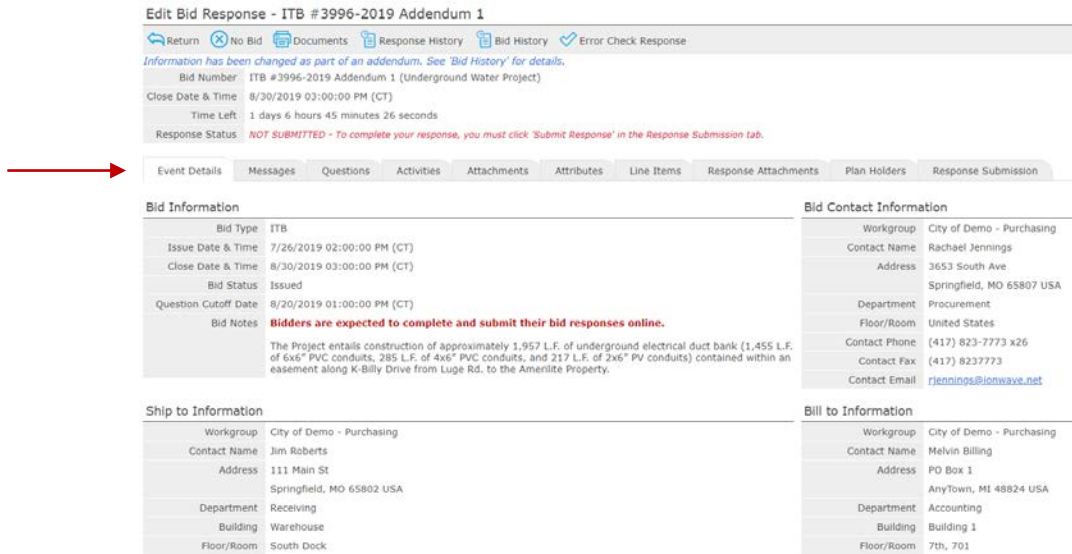 Edit Bid Response - ITB #3996-2019 Addendum 1
Return No Bid Documents Response History Bid History Error Check Response
Information has been changed as part of an addendum. See 'Bid History' for details.
Bid Number ITB #3996-2019 Addendum 1 (Underground Water Project)
Close Date & Time 8/30/2019 03:00:00 PM (CT)
Time Left 1 days 6 hours 45 minutes 26 seconds
Response Status NOT SUBMITTED - To complete your response, you must click 'Submit Response' in the Response Submission tab.
Event Details Messages Questions Activities Attachments Attributes Line Items Response Attachments Plan Holders Response Submission
Bid Information
Bid Type ITB
Issue Date & Time 7/26/2019 02:00:00 PM (CT)
Close Date & Time 8/30/2019 03:00:00 PM (CT)
Bid Status Issued
Question Cutoff Date 8/20/2019 01:00:00 PM (CT)
Bid Notes Bidders are expected to complete and submit their bid responses online.
The Project entails construction of approximately 1,957 L.F. of underground electrical duct bank (1,455 L.F.
of 6x6" PVC conduits, 285 L.F. of 4x6" PVC conduits, and 217 L.F. of 2x6" PV conduits) contained within an
easement along K-Billy Drive from Luge Rd. to the Amerilite Property.
Bid Contact Information
Workgroup City of Demo - Purchasing
Contact Name Rachael Jennings
Address 3653 South Ave
Springfield, MO 65807 USA
Department Procurement
Floor/Room United States
Contact Phone (417) 823-7773 x26
Contact Fax (417) 8237773
Contact Email rjennings@ionwave.net
Ship to Information
Workgroup City of Demo - Purchasing
Contact Name Jim Roberts
Address 111 Main St
Springfield, MO 65802 USA
Department Receiving
Building Warehouse
Floor/Room South Dock
Bill to Information
Workgroup City of Demo - Purchasing
Contact Name Melvin Billing
Address PO Box 1
AnyTown, MI 48824 USA
Department Accounting
Building Building 1
Floor/Room 7th, 701